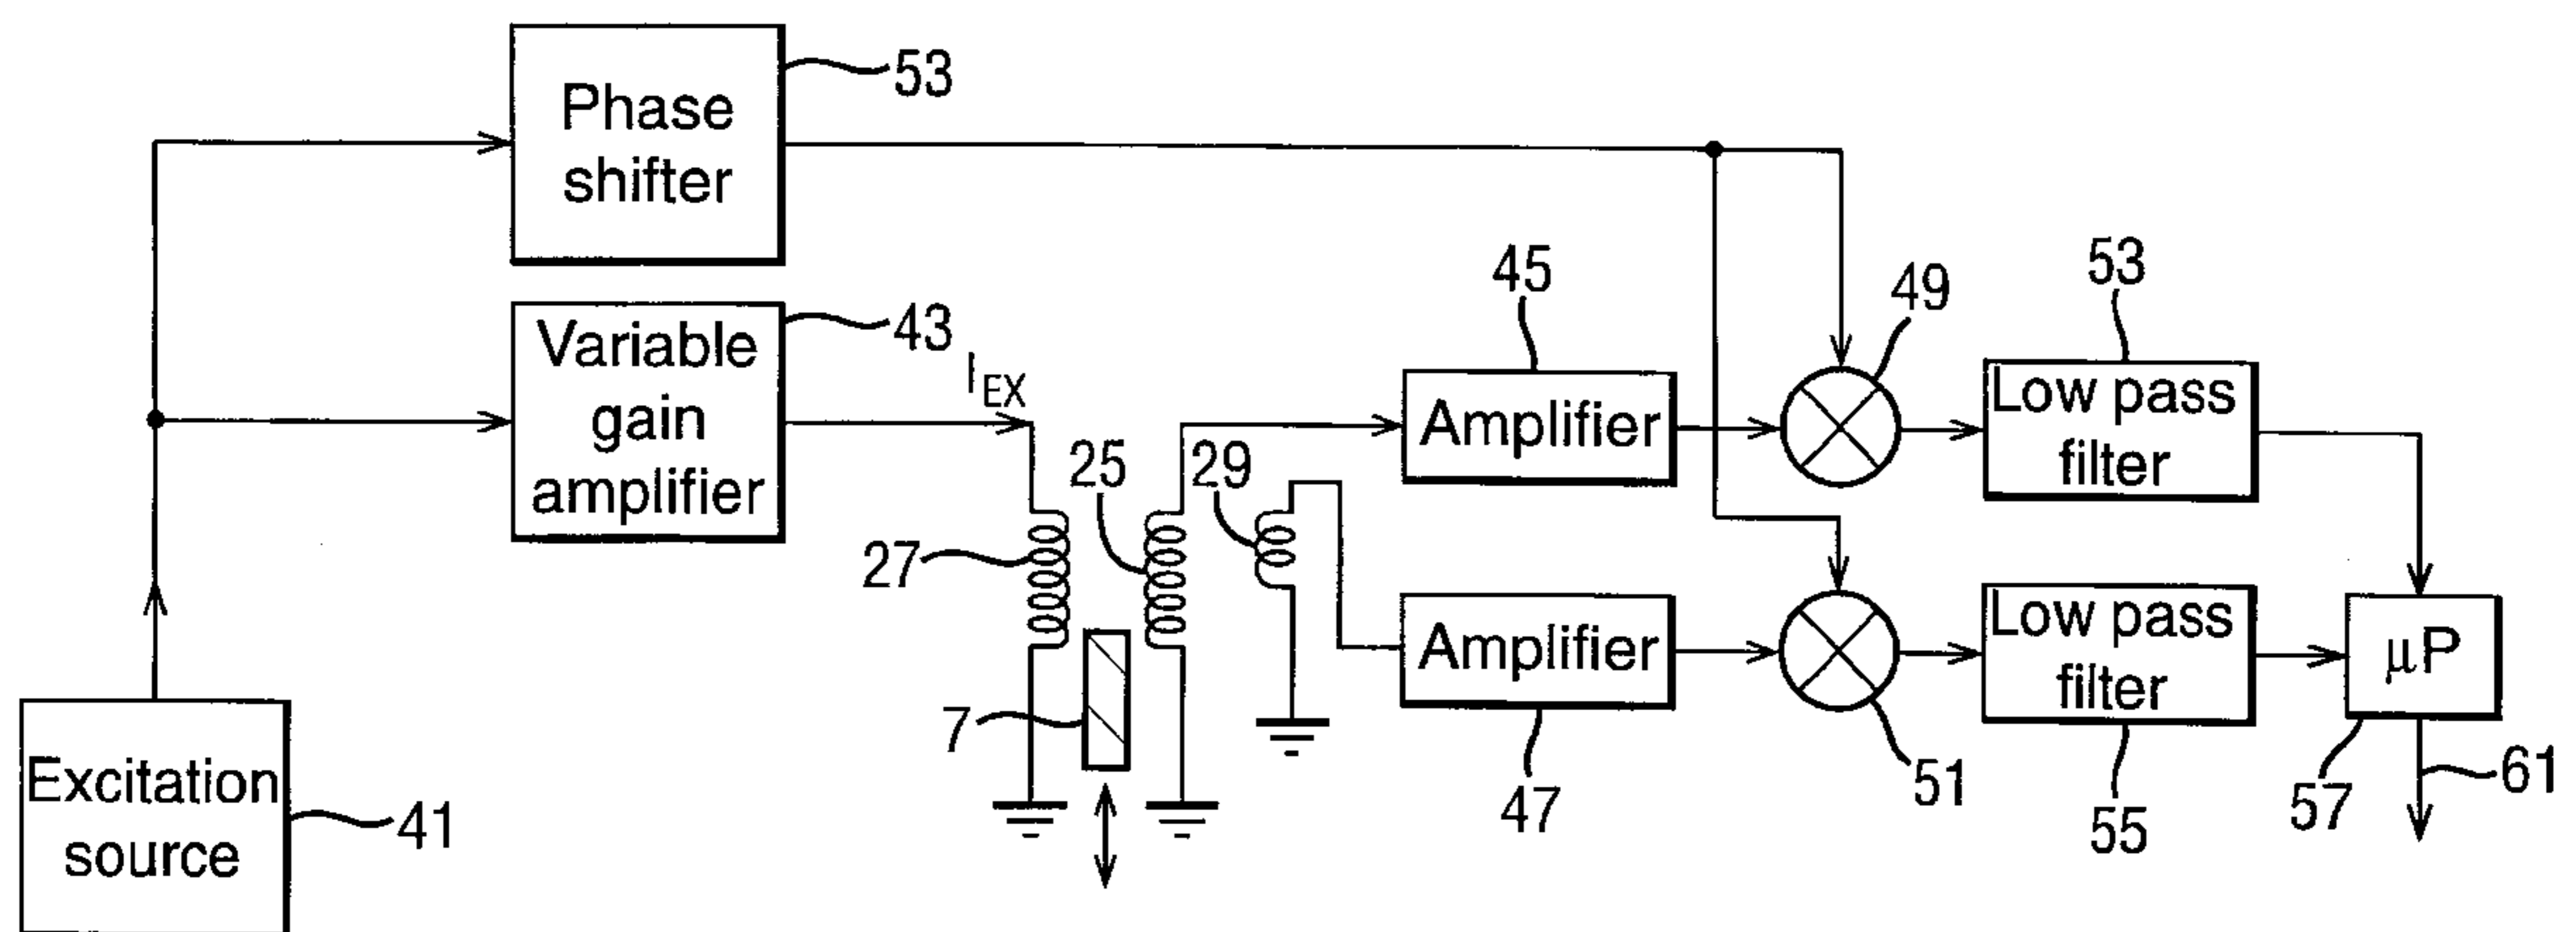 Phase
shifter
53
Variable
gain
amplifier
43
I_EX
Excitation
source
41
27
7
25
29
45
Amplifier
Amplifier
47
49
51
53
Low pass
filter
Low pass
filter
55
μP
57
61